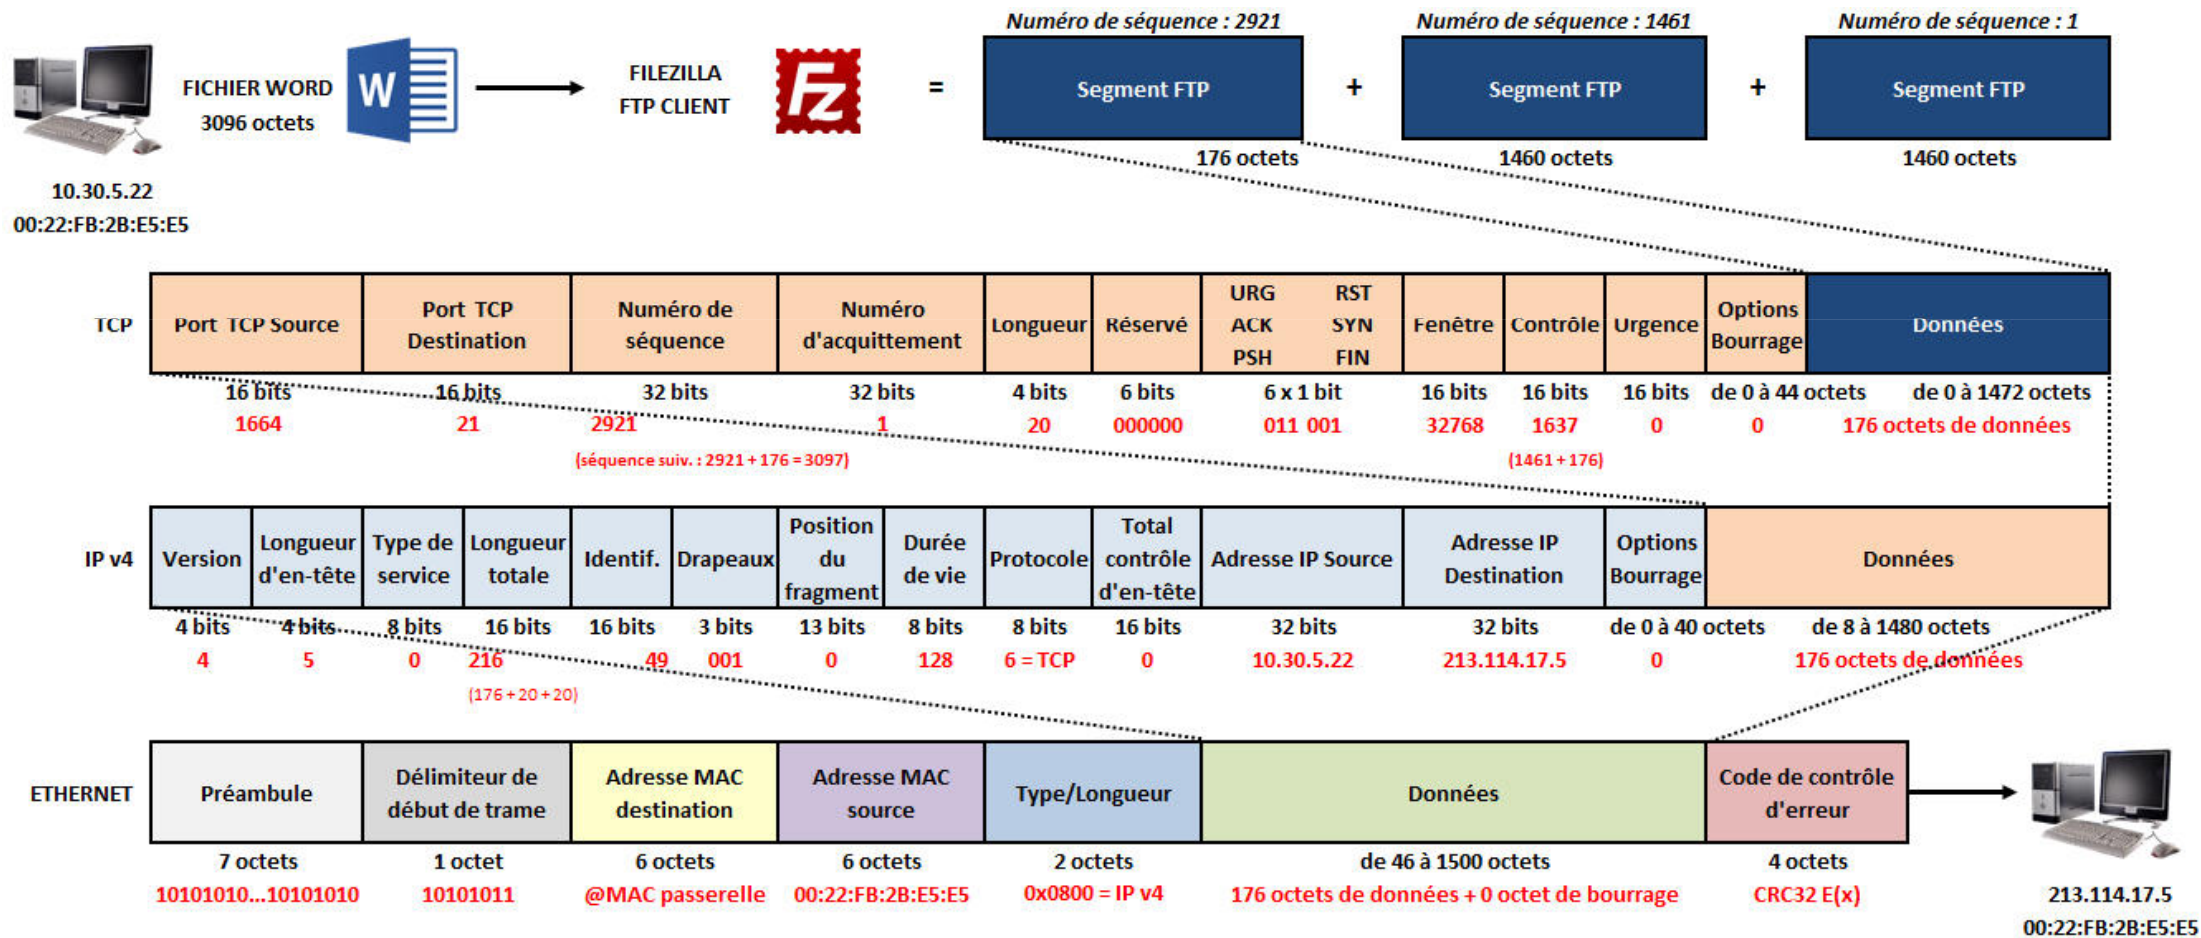 Numéro de séquence : 2921
Numéro de séquence : 1461
Numéro de séquence : 1
FICHIER WORD
3096 octets
W
FILEZILLA
FTP CLIENT
Fz
=
Segment FTP
+
Segment FTP
+
Segment FTP
176 octets
1460 octets
1460 octets
10.30.5.22
00:22:FB:2B:E5:E5
TCP
Port TCP Source
Port TCP
Destination
Numéro de
séquence
Numéro
d'acquittement
Longueur
Réservé
URG RST
ACK SYN
PSH FIN
Fenêtre
Contrôle
Urgence
Options
Bourrage
Données
16 bits
16 bits
32 bits
32 bits
4 bits
6 bits
6 x 1 bit
16 bits
16 bits
16 bits
de 0 à 44 octets
de 0 à 1472 octets
1664
21
2921
1
20
000000
011 001
32768
1637
0
0
176 octets de données
(séquence suiv. : 2921 + 176 = 3097)
(1461 + 176)
IP v4
Version
Longueur
d'en-tête
Type de
service
Longueur
totale
Identif.
Drapeaux
Position
du
fragment
Durée
de vie
Protocole
Total
contrôle
d'en-tête
Adresse IP Source
Adresse IP
Destination
Options
Bourrage
Données
4 bits
4 bits
8 bits
16 bits
16 bits
3 bits
13 bits
8 bits
8 bits
16 bits
32 bits
32 bits
de 0 à 40 octets
de 8 à 1480 octets
4
5
0
216
49
001
0
128
6 = TCP
0
10.30.5.22
213.114.17.5
0
176 octets de données
(176 + 20 + 20)
ETHERNET
Préambule
Délimiteur de
début de trame
Adresse MAC
destination
Adresse MAC
source
Type/Longueur
Données
Code de contrôle
d'erreur
7 octets
1 octet
6 octets
6 octets
2 octets
de 46 à 1500 octets
4 octets
10101010...10101010
10101011
@MAC passerelle
00:22:FB:2B:E5:E5
0x0800 = IP v4
176 octets de données + 0 octet de bourrage
CRC32 E(x)
213.114.17.5
00:22:FB:2B:E5:E5